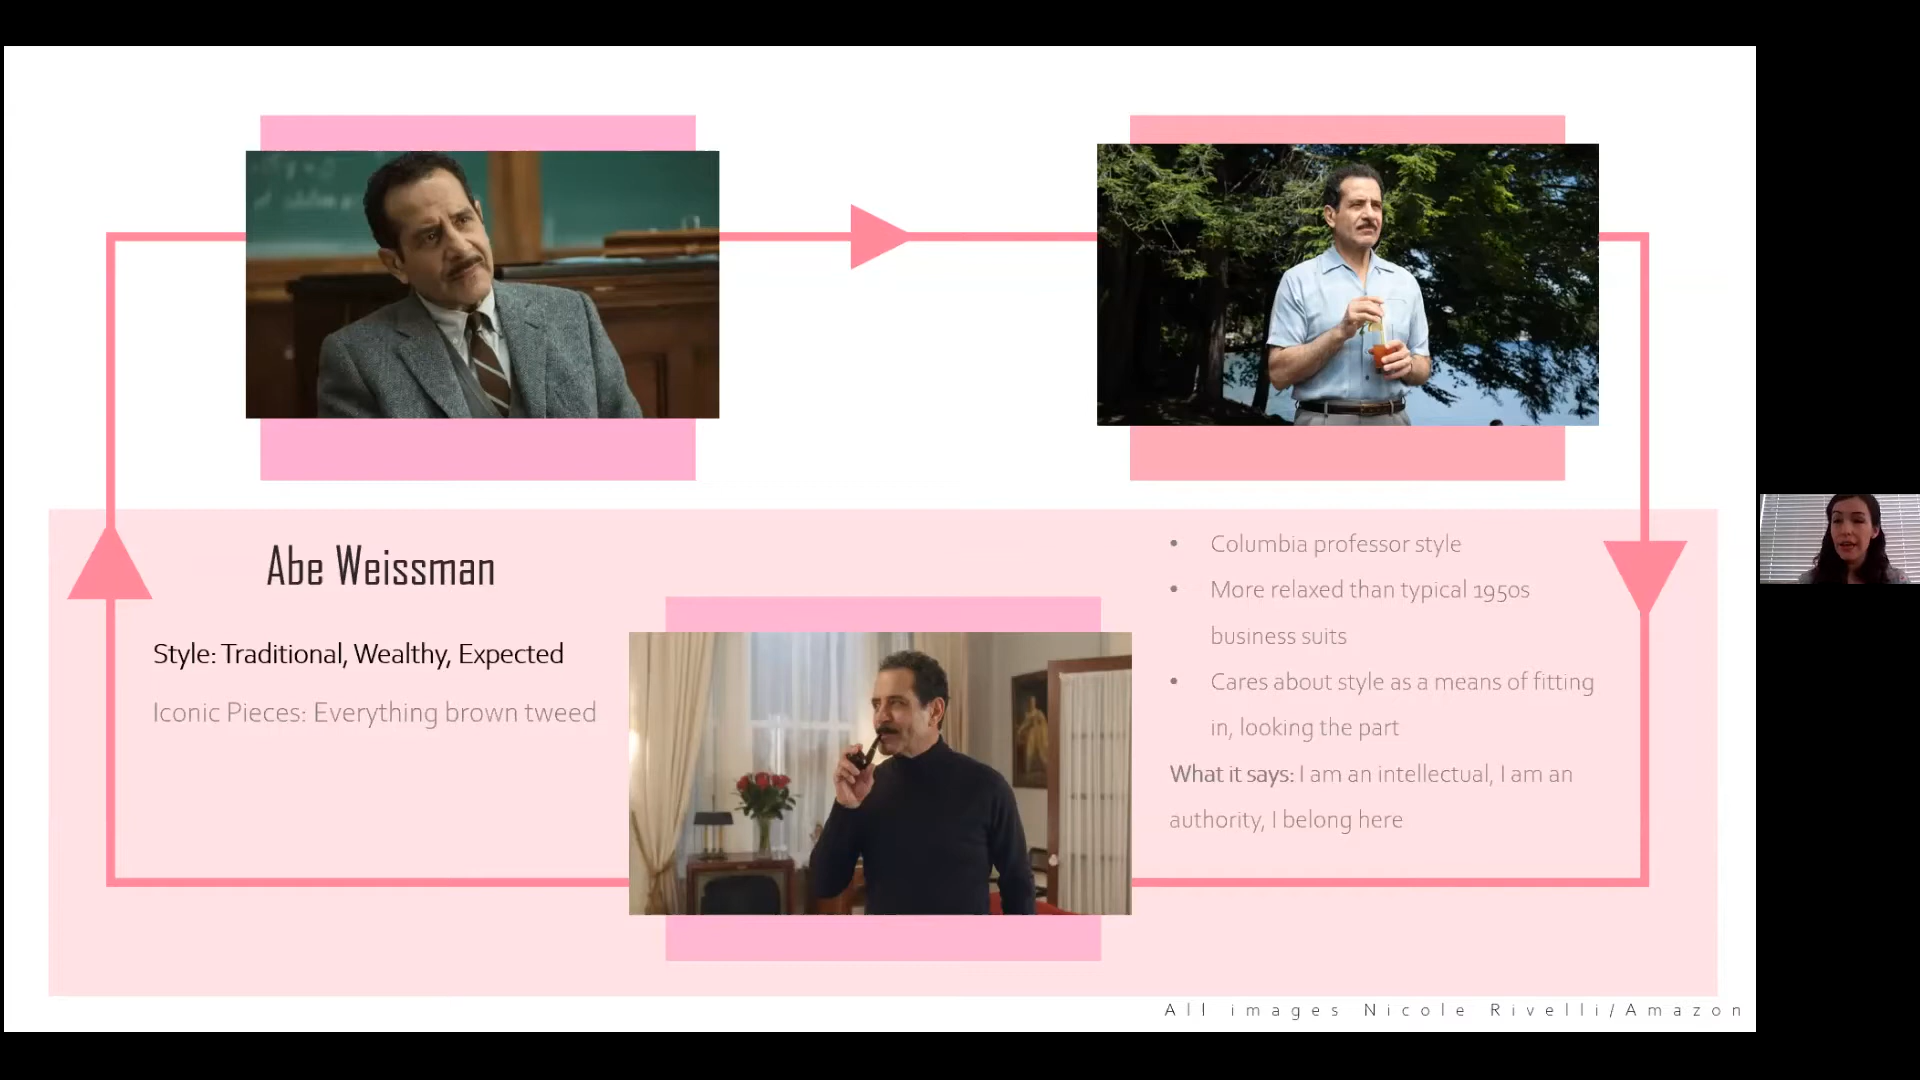 Abe Weissman
Style: Traditional, Wealthy, Expected
Iconic Pieces: Everything brown tweed
• Columbia professor style
• More relaxed than typical 1950s
business suits
• Cares about style as a means of fitting
in, looking the part
What it says: I am an intellectual, I am an
authority, I belong here
All images Nicole Rivelli/Amazon